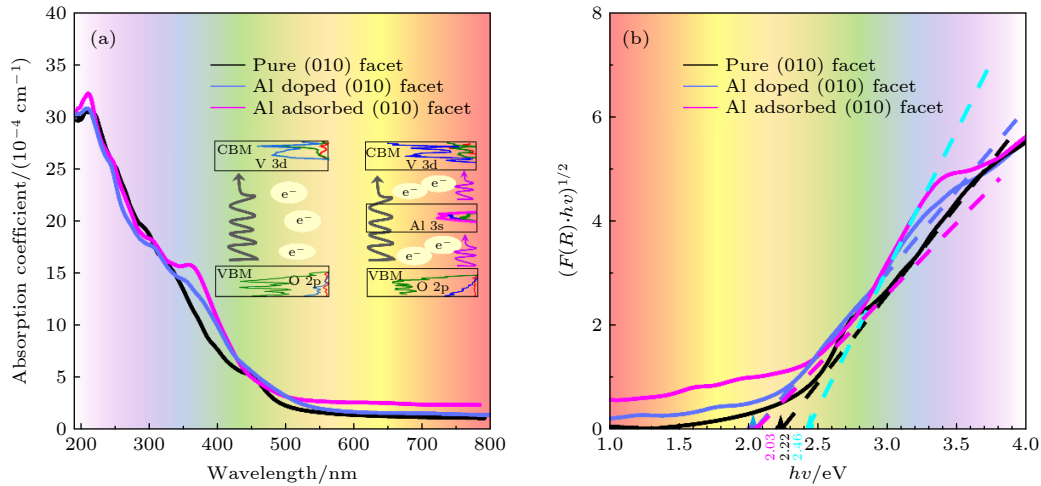 (a)
Pure (010) facet
Al doped (010) facet
Al adsorbed (010) facet
CBM
V 3d
e⁻
e⁻
e⁻
VBM
O 2p
CBM
V 3d
e⁻
e⁻
Al 3s
e⁻
e⁻
VBM
O 2p
Absorption coefficient/(10⁻⁴ cm⁻¹)
40
35
30
25
20
15
10
5
0
200 300 400 500 600 700 800
Wavelength/nm
(b)
Pure (010) facet
Al doped (010) facet
Al adsorbed (010) facet
(F(R)·hν)¹/²
8
6
4
2
0
2.03
2.22
2.46
1.0 1.5 2.0 2.5 3.0 3.5 4.0
hν/eV